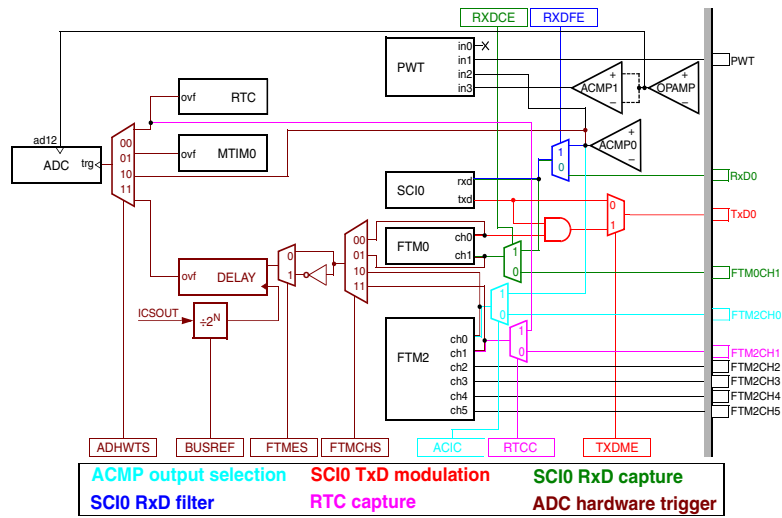 RXDCE
RXDFE
in0
in1
in2
in3
PWT
PWT
ACMP1
+
−
OPAMP
+
−
ovf
RTC
ad12
ADC
trg
00
01
10
11
ovf
MTIM0
ACMP0
+
−
1
0
SCI0
rxd
txd
RxD0
0
1
TxD0
FTM0
ch0
ch1
00
01
10
11
1
0
FTM0CH1
ovf
DELAY
0
1
ICSOUT
÷2N
1
0
FTM2CH0
FTM2
ch0
ch1
ch2
ch3
ch4
ch5
1
0
FTM2CH1
FTM2CH2
FTM2CH3
FTM2CH4
FTM2CH5
ADHWTS
BUSREF
FTMES
FTMCHS
ACIC
RTCC
TXDME
ACMP output selection
SCI0 TxD modulation
SCI0 RxD capture
SCI0 RxD filter
RTC capture
ADC hardware trigger